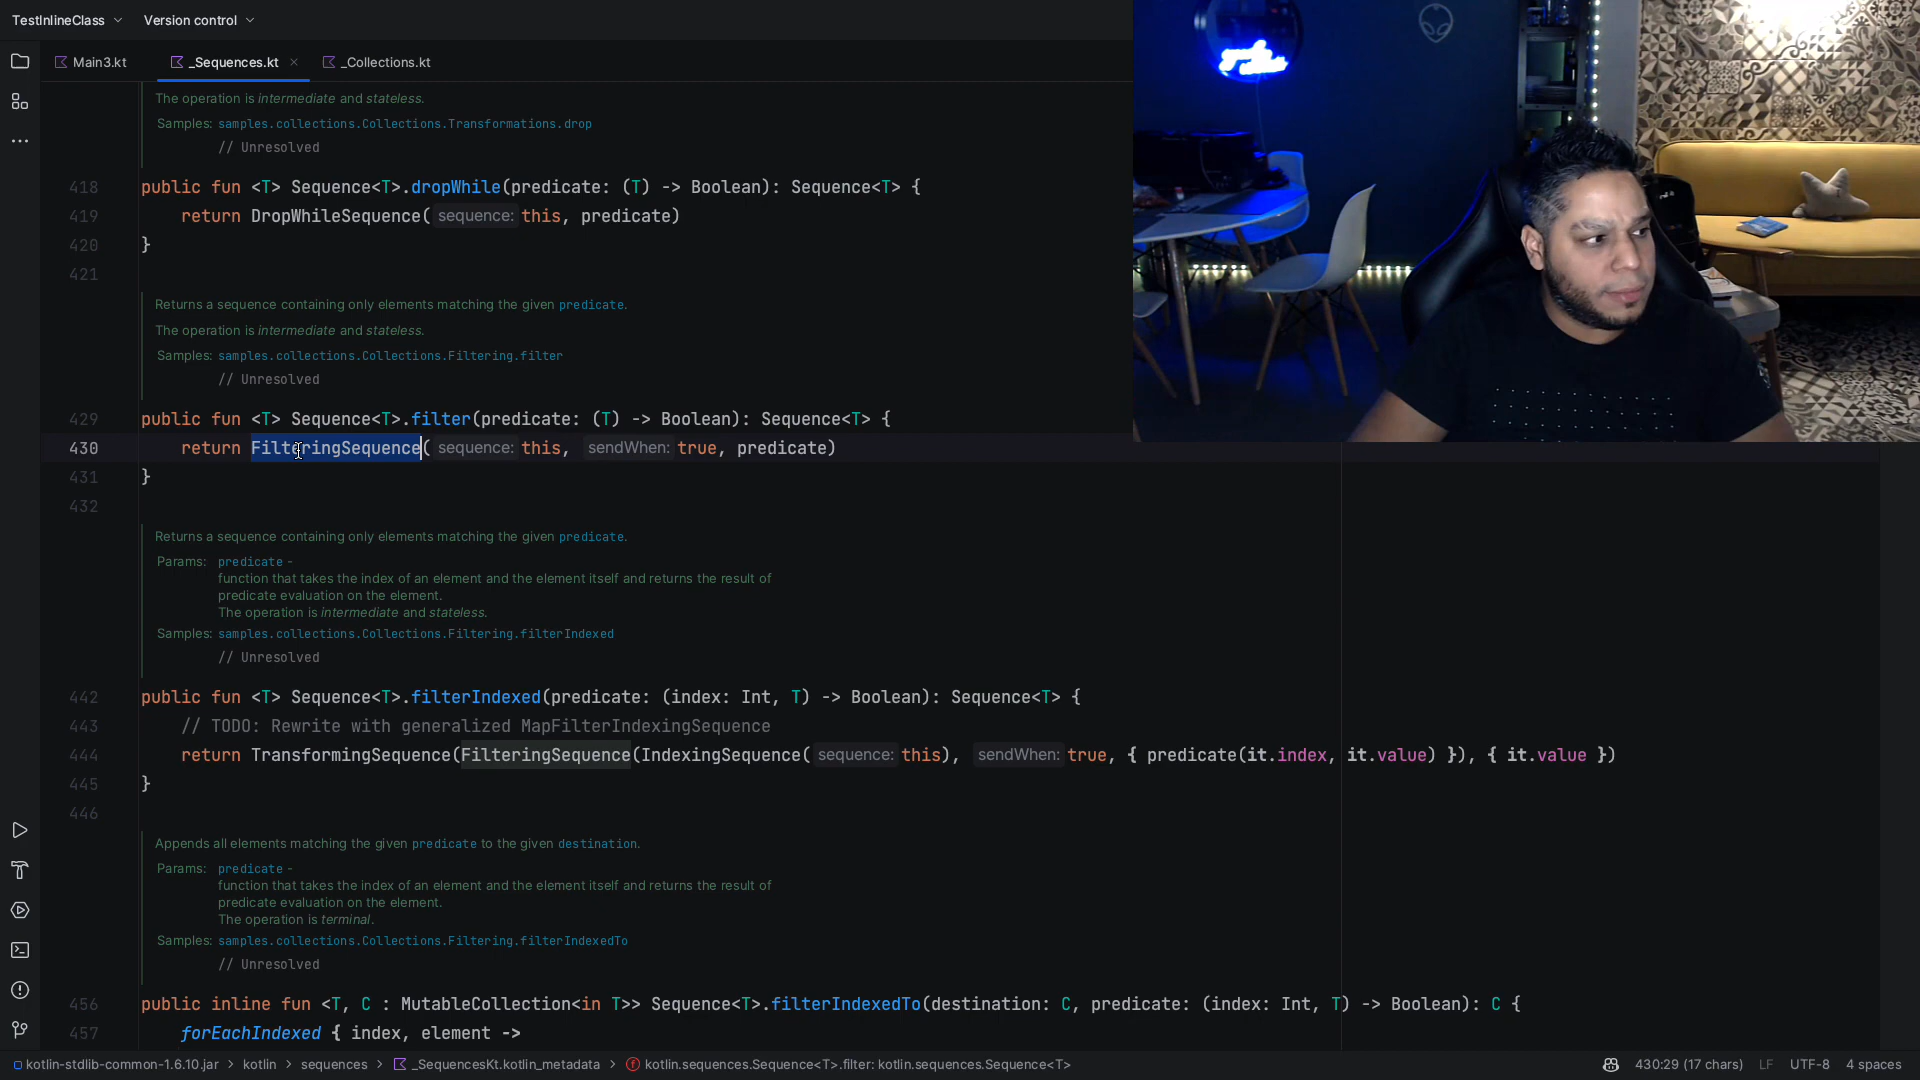 TestInlineClass Version control
Main3.kt _Sequences.kt _Collections.kt
The operation is intermediate and stateless.
Samples: samples.collections.Collections.Transformations.drop
// Unresolved
418 public fun <T> Sequence<T>.dropWhile(predicate: (T) -> Boolean): Sequence<T> {
419 return DropWhileSequence( sequence: this, predicate)
420 }
421
Returns a sequence containing only elements matching the given predicate.
The operation is intermediate and stateless.
Samples: samples.collections.Collections.Filtering.filter
// Unresolved
429 public fun <T> Sequence<T>.filter(predicate: (T) -> Boolean): Sequence<T> {
430 return FilteringSequence( sequence: this, sendWhen: true, predicate)
431 }
432
Returns a sequence containing only elements matching the given predicate.
Params: predicate -
function that takes the index of an element and the element itself and returns the result of
predicate evaluation on the element.
The operation is intermediate and stateless.
Samples: samples.collections.Collections.Filtering.filterIndexed
// Unresolved
442 public fun <T> Sequence<T>.filterIndexed(predicate: (index: Int, T) -> Boolean): Sequence<T> {
443 // TODO: Rewrite with generalized MapFilterIndexingSequence
444 return TransformingSequence(FilteringSequence(IndexingSequence( sequence: this), sendWhen: true, { predicate(it.index, it.value) }), { it.value })
445 }
446
Appends all elements matching the given predicate to the given destination.
Params: predicate -
function that takes the index of an element and the element itself and returns the result of
predicate evaluation on the element.
The operation is terminal.
Samples: samples.collections.Collections.Filtering.filterIndexedTo
// Unresolved
456 public inline fun <T, C : MutableCollection<in T>> Sequence<T>.filterIndexedTo(destination: C, predicate: (index: Int, T) -> Boolean): C {
457 forEachIndexed { index, element ->
kotlin-stdlib-common-1.6.10.jar > kotlin > sequences > _SequencesKt.kotlin_metadata > kotlin.sequences.Sequence<T>.filter: kotlin.sequences.Sequence<T> 430:29 (17 chars) LF UTF-8 4 spaces